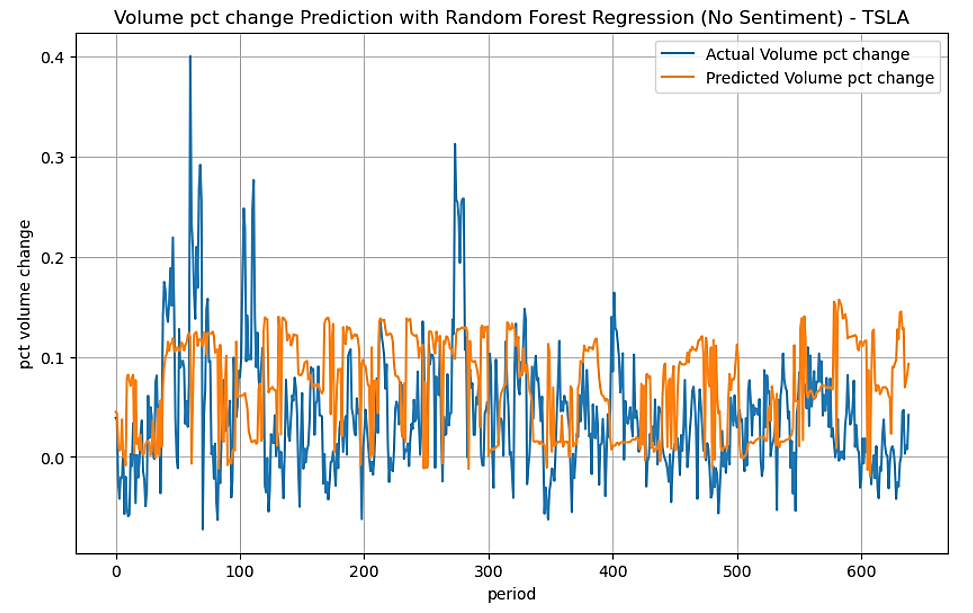 Volume pct change Prediction with Random Forest Regression (No Sentiment) - TSLA
Actual Volume pct change
Predicted Volume pct change
pct volume change
0.4
0.3
0.2
0.1
0.0
0 100 200 300 400 500 600
period